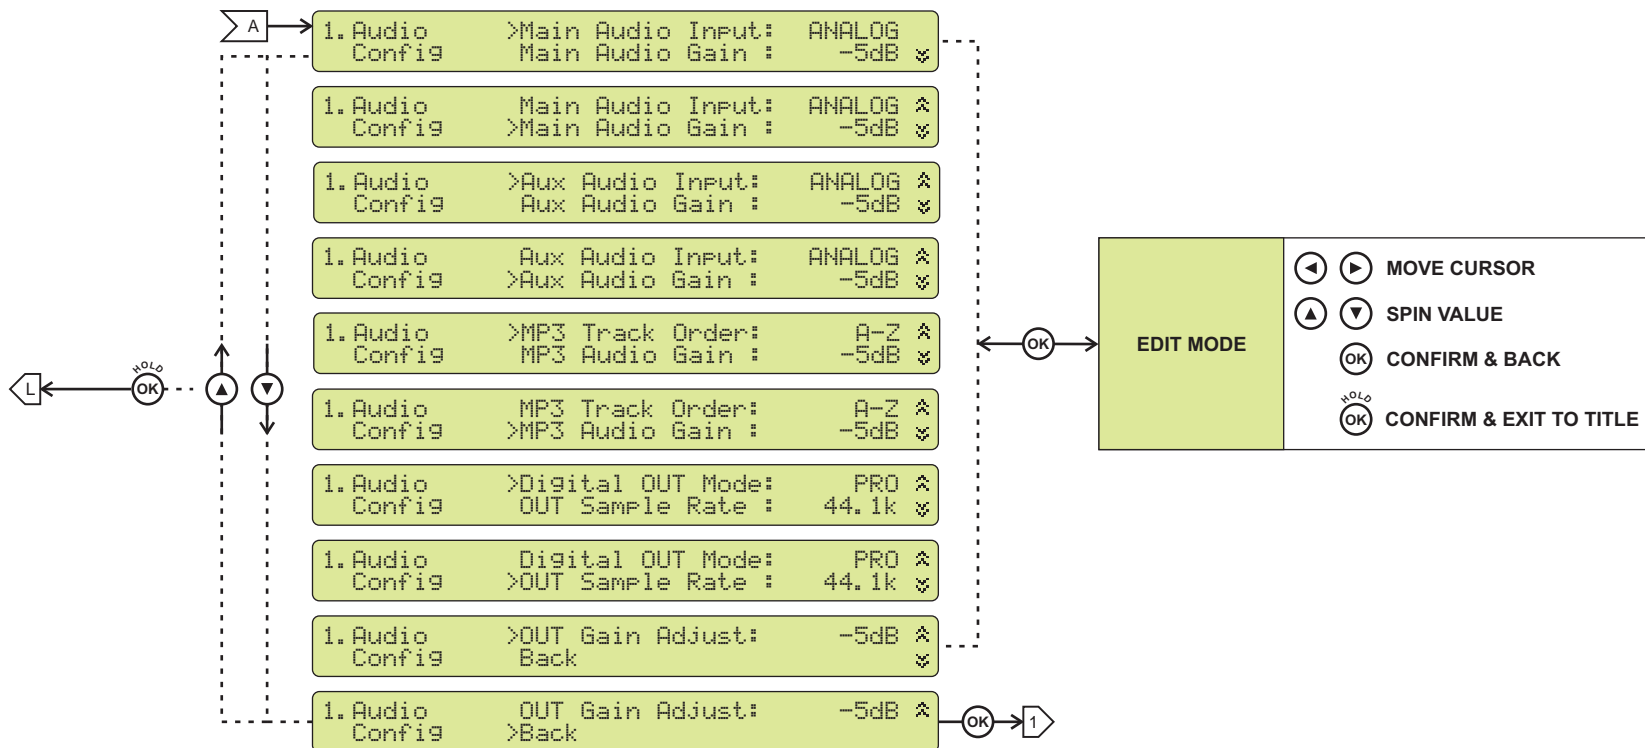 A
1.Audio >Main Audio Input: ANALOG
Config Main Audio Gain : -5dB
1.Audio Main Audio Input: ANALOG
Config >Main Audio Gain : -5dB
1.Audio >Aux Audio Input: ANALOG
Config Aux Audio Gain : -5dB
1.Audio Aux Audio Input: ANALOG
Config >Aux Audio Gain : -5dB
1.Audio >MP3 Track Order: A-Z
Config MP3 Audio Gain : -5dB
1.Audio MP3 Track Order: A-Z
Config >MP3 Audio Gain : -5dB
1.Audio >Digital OUT Mode: PRO
Config OUT Sample Rate : 44.1k
1.Audio Digital OUT Mode: PRO
Config >OUT Sample Rate : 44.1k
1.Audio >OUT Gain Adjust: -5dB
Config Back
1.Audio OUT Gain Adjust: -5dB
Config >Back
L
HOLD
OK
OK
1
OK
EDIT MODE
MOVE CURSOR
SPIN VALUE
OK CONFIRM & BACK
HOLD
OK CONFIRM & EXIT TO TITLE